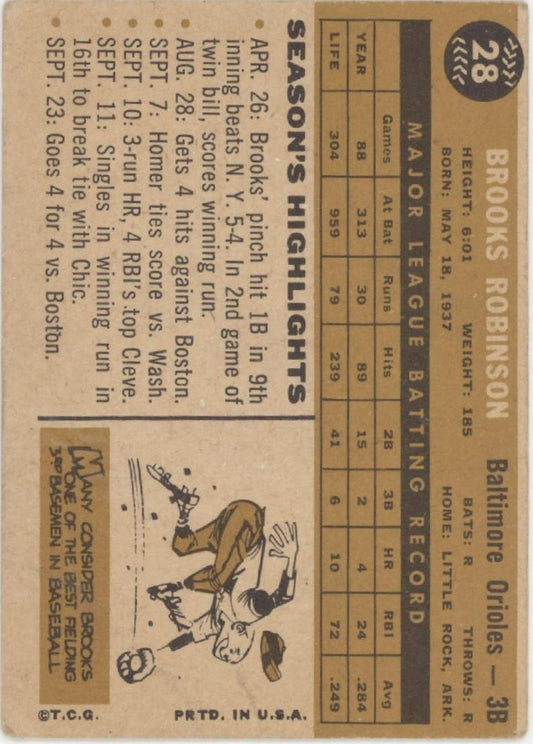 28
BROOKS ROBINSON Baltimore Orioles — 3B
HEIGHT: 6:01 WEIGHT: 185 BATS: R THROWS: R
BORN: MAY 18, 1937 HOME: LITTLE ROCK, ARK.
MAJOR LEAGUE BATTING RECORD
Games At Bat Runs Hits 2B 3B HR RBI Avg
YEAR 88 313 30 89 15 2 4 24 .284
LIFE 304 959 79 239 41 6 10 72 .249
SEASON'S HIGHLIGHTS
• APR. 26: Brooks' pinch hit 1B in 9th
inning beats N. Y. 5-4. In 2nd game of
twin bill, scores winning run.
• AUG. 28: Gets 4 hits against Boston.
• SEPT. 7: Homer ties score vs. Wash.
• SEPT. 10: 3-run HR, 4 RBI's top Cleve.
• SEPT. 11: Singles in winning run in
16th to break tie with Chic.
• SEPT. 23: Goes 4 for 4 vs. Boston.
MANY CONSIDER BROOKS
ONE OF THE BEST FIELDING
3RD BASEMEN IN BASEBALL
©T.C.G. PRTD. IN U.S.A.